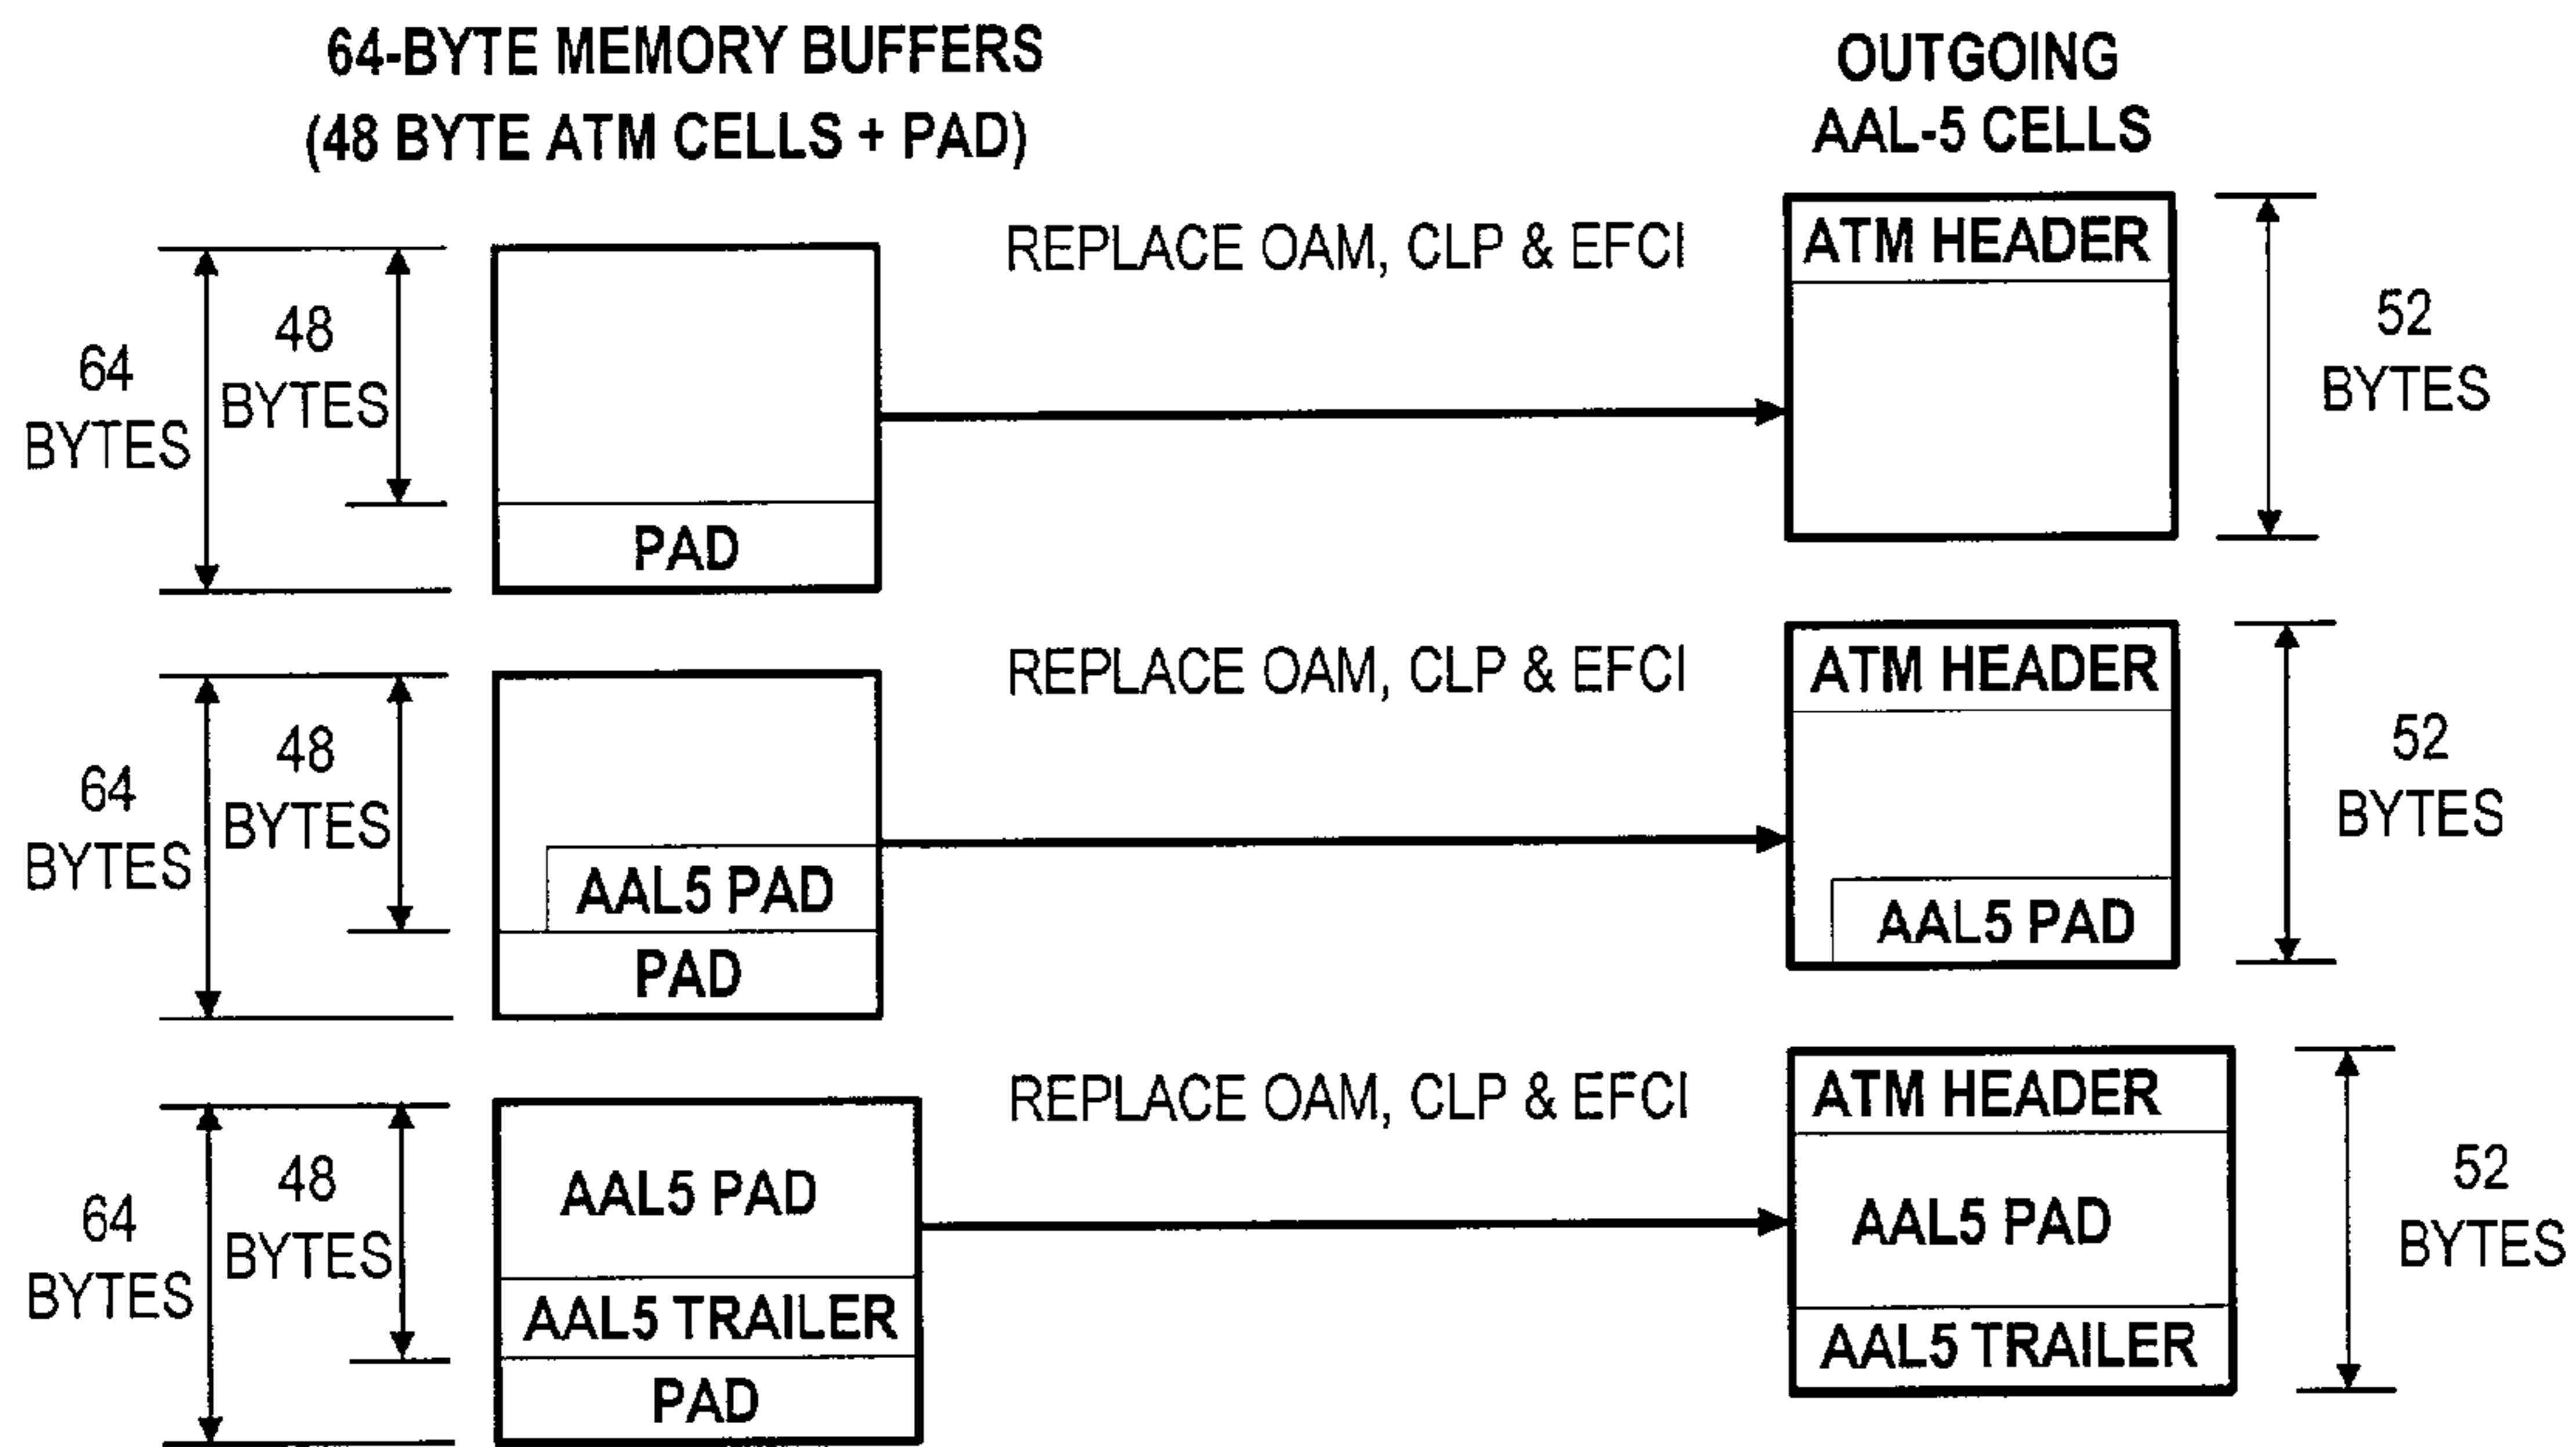 64-BYTE MEMORY BUFFERS
(48 BYTE ATM CELLS + PAD)
OUTGOING
AAL-5 CELLS
64
BYTES
48
BYTES
PAD
REPLACE OAM, CLP & EFCI
ATM HEADER
52
BYTES
64
BYTES
48
BYTES
AAL5 PAD
PAD
REPLACE OAM, CLP & EFCI
ATM HEADER
AAL5 PAD
52
BYTES
64
BYTES
48
BYTES
AAL5 PAD
AAL5 TRAILER
PAD
REPLACE OAM, CLP & EFCI
ATM HEADER
AAL5 PAD
AAL5 TRAILER
52
BYTES